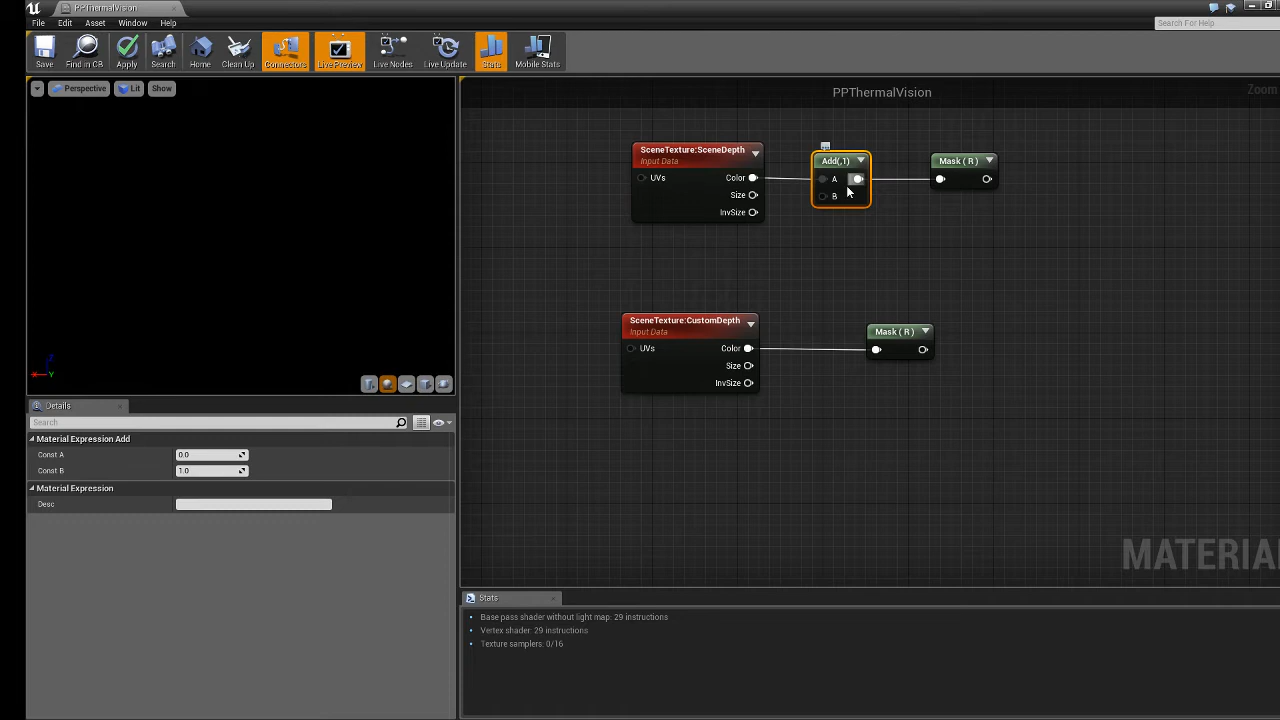 PPThermalVision
File Edit Asset Window Help
Search For Help
Save Find in CB Apply Search Home Clean Up Connectors Live Preview Live Nodes Live Update Stats Mobile Stats
Perspective Lit Show
PPThermalVision
Zoom
SceneTexture:SceneDepth
Input Data
UVs Color
Size
InvSize
Add(,1)
A
B
Mask ( R )
SceneTexture:CustomDepth
Input Data
UVs Color
Size
InvSize
Mask ( R )
Z
X Y
MATERIA
Details
Search
Material Expression Add
Const A 0.0
Const B 1.0
Material Expression
Desc
Stats
Base pass shader without light map: 29 instructions
Vertex shader: 29 instructions
Texture samplers: 0/16